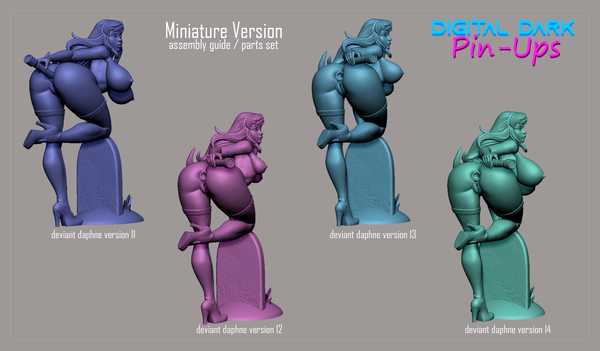 Miniature Version
assembly guide / parts set
DIGITAL DARK
Pin-Ups
deviant daphne version 11
deviant daphne version 13
deviant daphne version 12
deviant daphne version 14